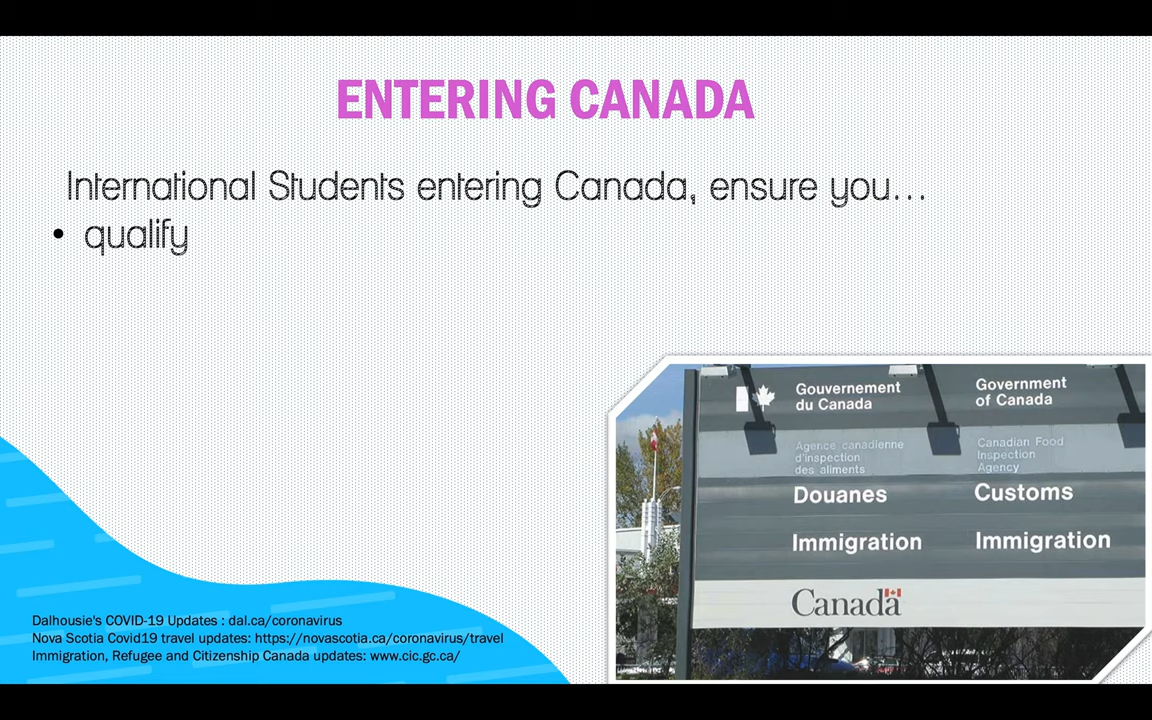 ENTERING CANADA
International Students entering Canada, ensure you...
• qualify
Gouvernement
du Canada
Government
of Canada
Agence canadienne
d'inspection
des aliments
Canadian Food
Inspection
Agency
Douanes
Customs
Immigration
Immigration
Canada
Dalhousie's COVID-19 Updates : dal.ca/coronavirus
Nova Scotia Covid19 travel updates: https://novascotia.ca/coronavirus/travel
Immigration, Refugee and Citizenship Canada updates: www.cic.gc.ca/